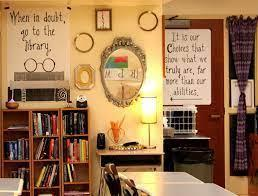 When in doubt,
go to the
library.
It is our
Choices that
show what we
truly are, far
more than our
abilities.